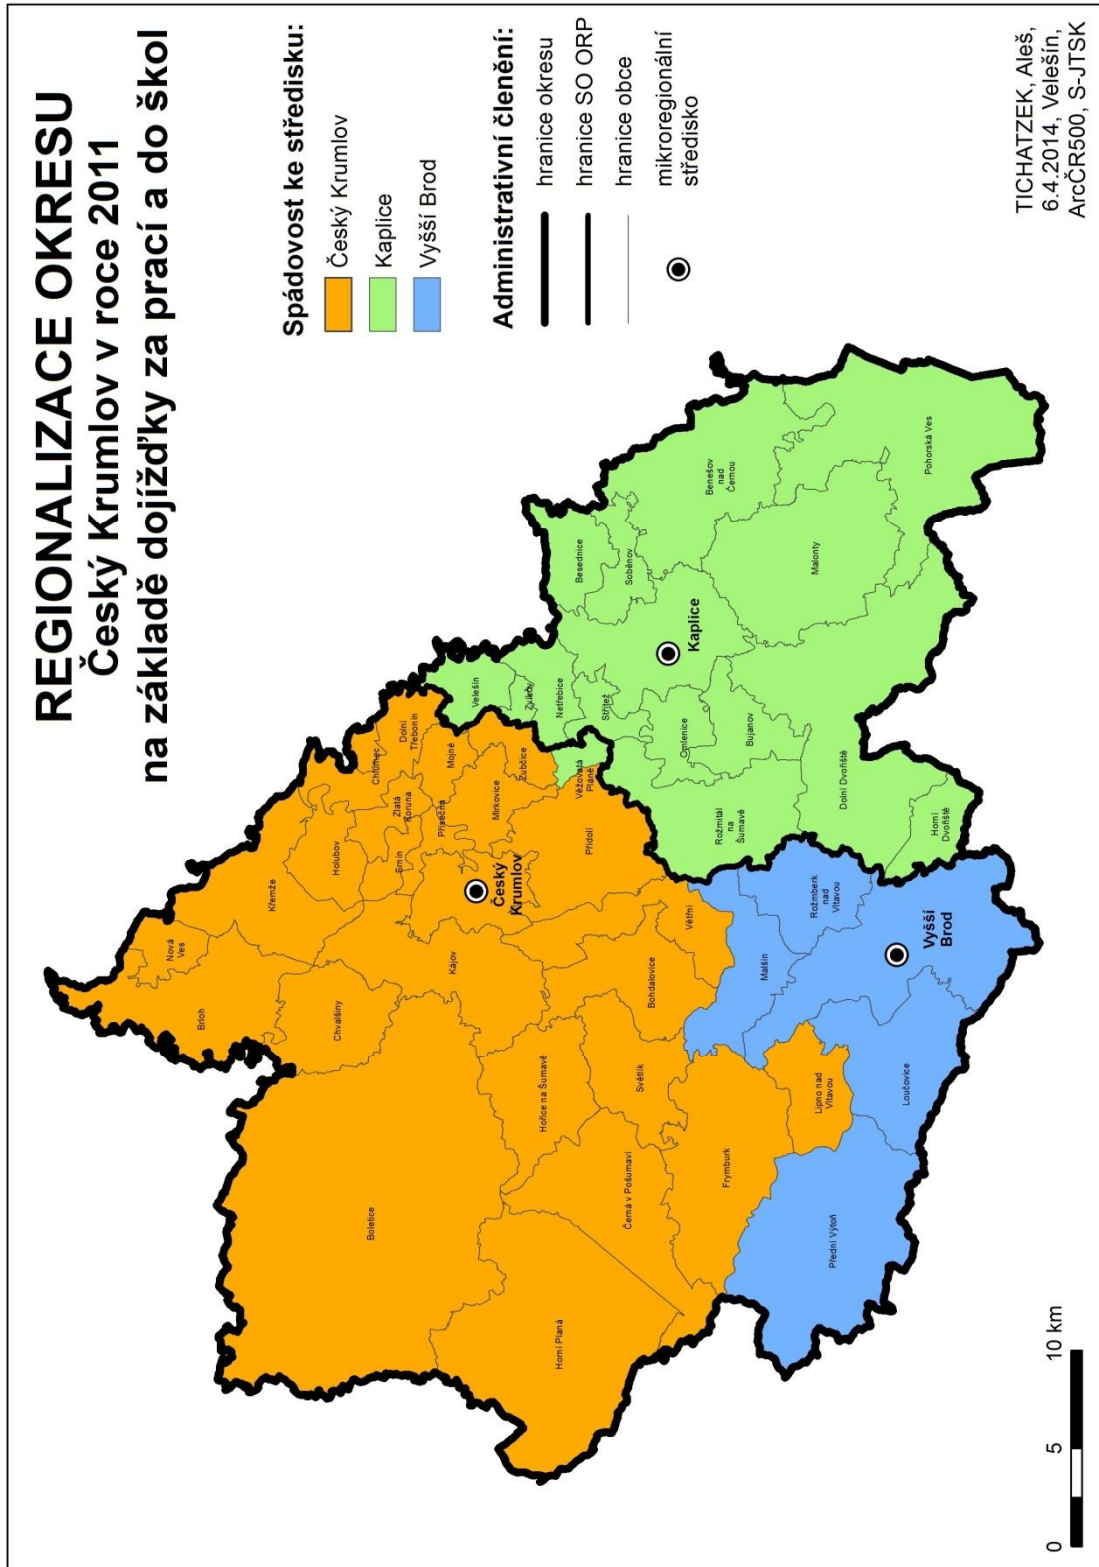 REGIONALIZACE OKRESU
Český Krumlov v roce 2011
na základě dojížďky za prací a do škol
Spádovost ke středisku:
Český Krumlov
Kaplice
Vyšší Brod
Administrativní členění:
hranice okresu
hranice SO ORP
hranice obce
mikroregionální
středisko
Brloh
Nová
Ves
Křemže
Holubov
Chlumec
Dolní
Třebonín
Zlatá
Koruna
Srnín
Přísečná
Mojné
Mirkovice
Zubčice
Chvalšiny
Kájov
Český
Krumlov
Přídolí
Věžovatá
Pláně
Velešín
Zvíkov
Netřebice
Střítež
Besednice
Soběnov
Kaplice
Benešov
nad
Černou
Omlenice
Bujanov
Malonty
Pohorská Ves
Rožmitál
na
Šumavě
Dolní Dvořiště
Horní
Dvořiště
Boletice
Hořice na Šumavě
Bohdalovice
Větřní
Světlík
Malšín
Rožmberk
nad
Vltavou
Vyšší
Brod
Horní Planá
Černá v Pošumaví
Frymburk
Lipno nad
Vltavou
Loučovice
Přední Výtoň
0
5
10 km
TICHATZEK, Aleš,
6.4.2014, Velešín,
ArcČR500, S-JTSK